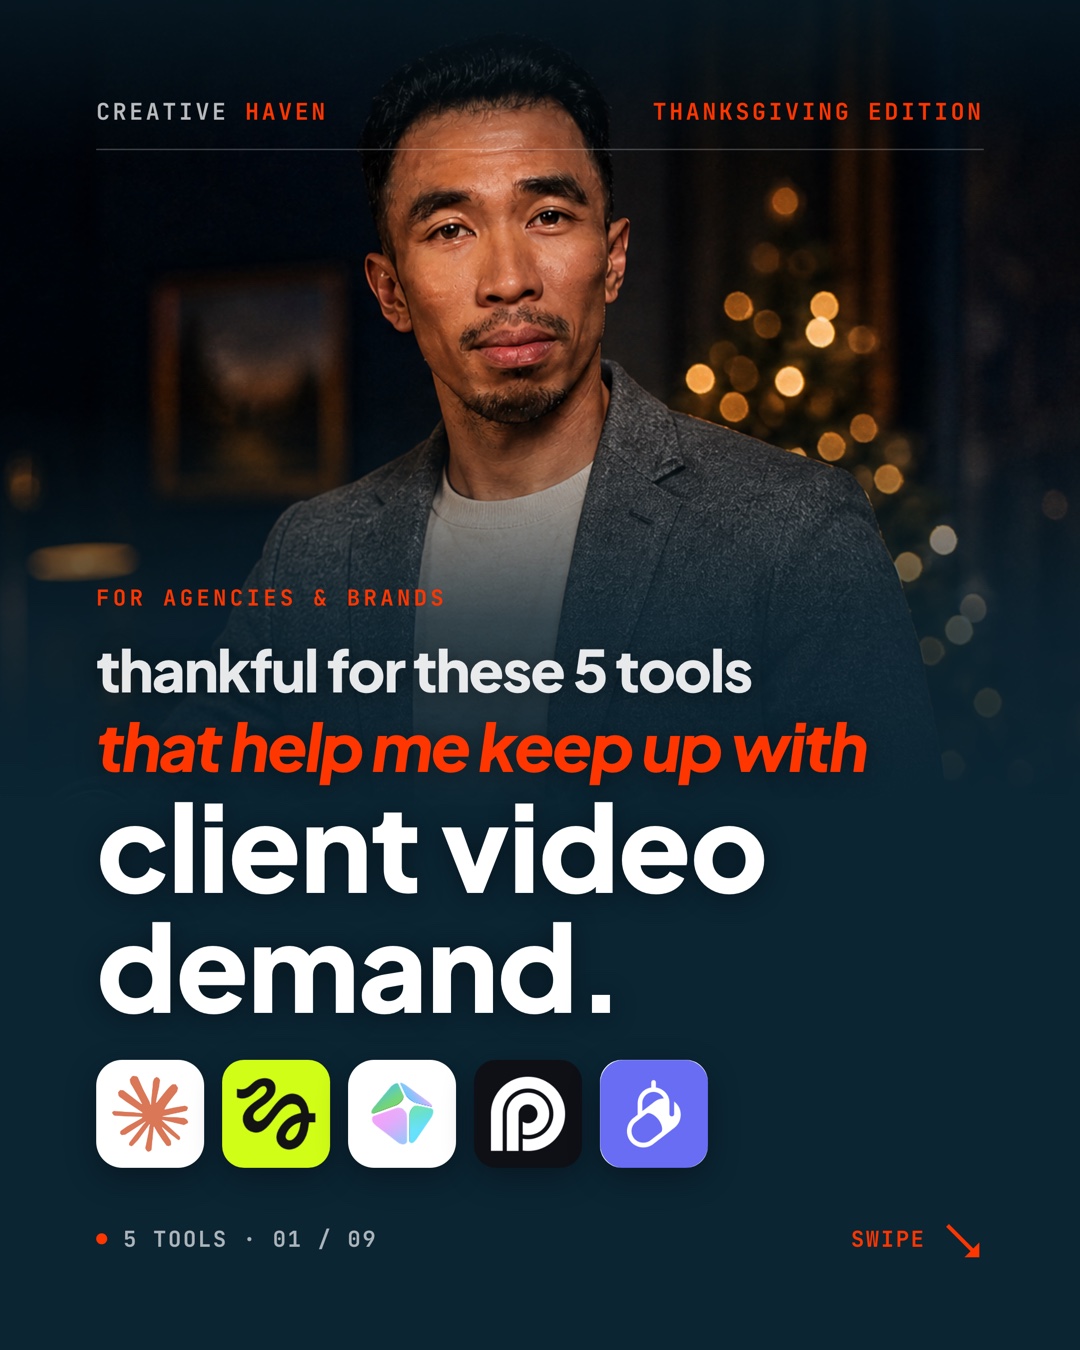 CREATIVE HAVEN
THANKSGIVING EDITION
FOR AGENCIES & BRANDS
thankful for these 5 tools
that help me keep up with
client video
demand.
5 TOOLS · 01 / 09
SWIPE